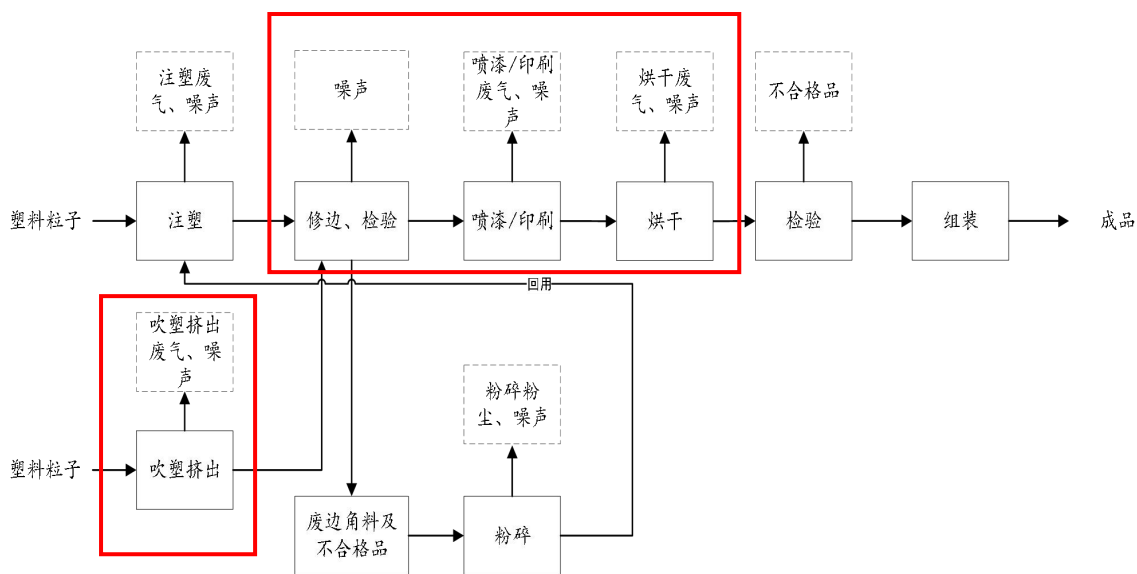 注塑废
气、噪声
噪声
喷漆/印刷
废气、噪
声
烘干废
气、噪声
不合格品
塑料粒子
注塑
修边、检验
喷漆/印刷
烘干
检验
组装
成品
回用
吹塑挤出
废气、噪
声
粉碎粉
尘、噪声
塑料粒子
吹塑挤出
废边角料及
不合格品
粉碎